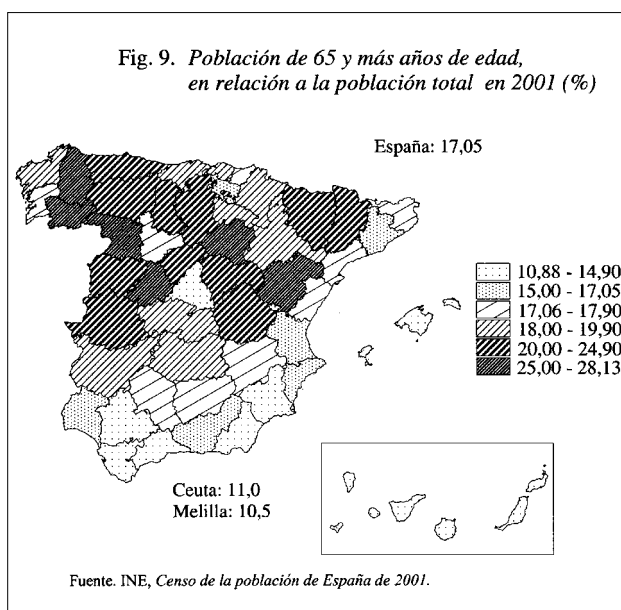 Fig. 9. Población de 65 y más años de edad,
en relación a la población total en 2001 (%)
España: 17,05
10,88 - 14,90
15,00 - 17,05
17,06 - 17,90
18,00 - 19,90
20,00 - 24,90
25,00 - 28,13
Ceuta: 11,0
Melilla: 10,5
Fuente. INE, Censo de la población de España de 2001.